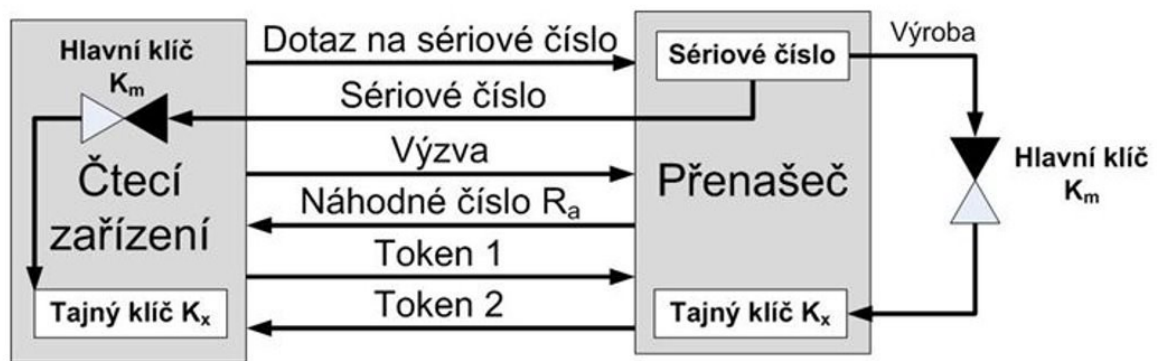 Hlavní klíč
Km
Čtecí
zařízení
Tajný klíč Kx
Dotaz na sériové číslo
Sériové číslo
Výzva
Náhodné číslo Ra
Token 1
Token 2
Sériové číslo
Přenašeč
Tajný klíč Kx
Výroba
Hlavní klíč
Km